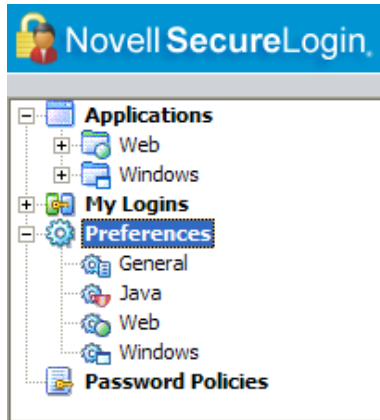 Novell SecureLogin.
Applications
Web
Windows
My Logins
Preferences
General
Java
Web
Windows
Password Policies